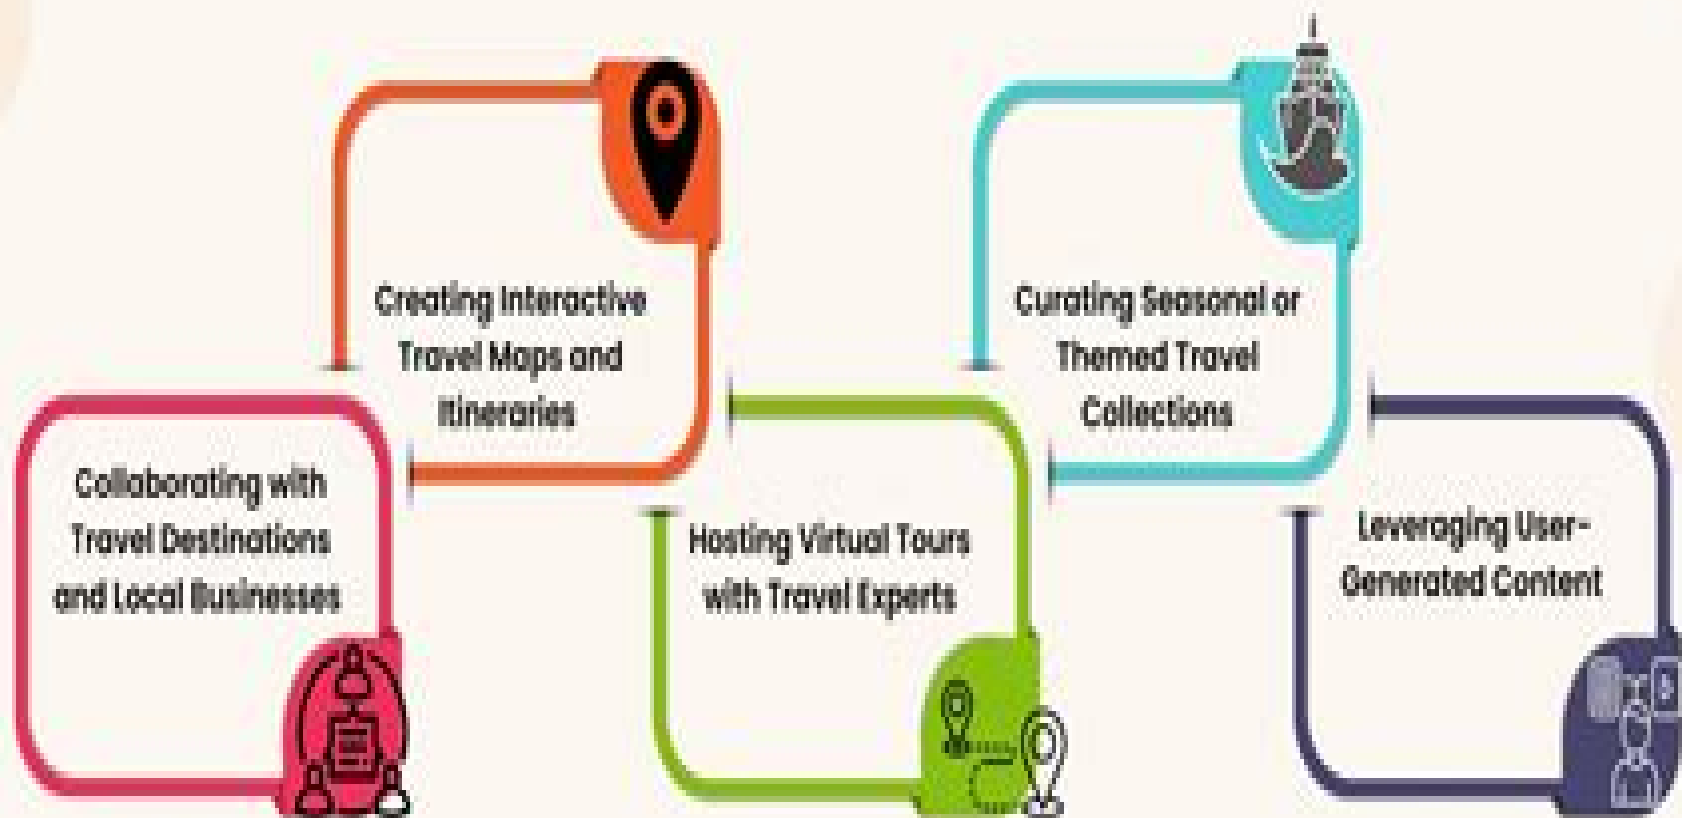 Collaborating with
Travel Destinations
and Local Businesses
Creating Interactive
Travel Maps and
Itineraries
Hosting Virtual Tours
with Travel Experts
Curating Seasonal or
Themed Travel
Collections
Leveraging User-
Generated Content